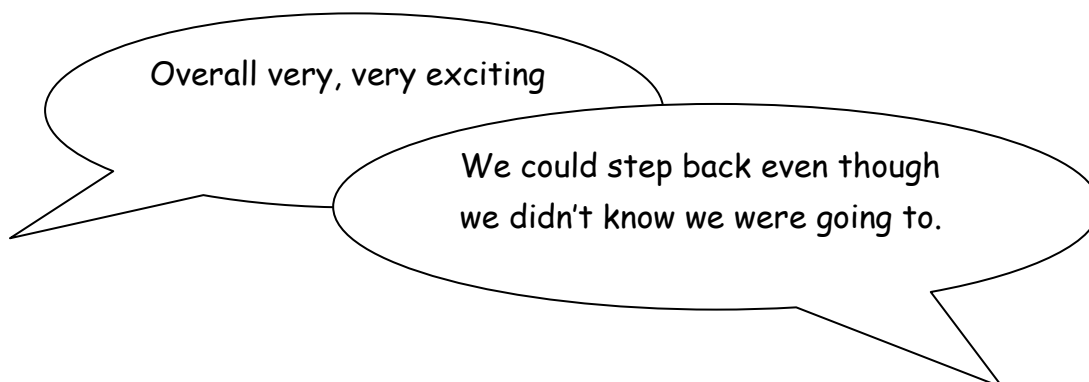 Overall very, very exciting
We could step back even though
we didn't know we were going to.